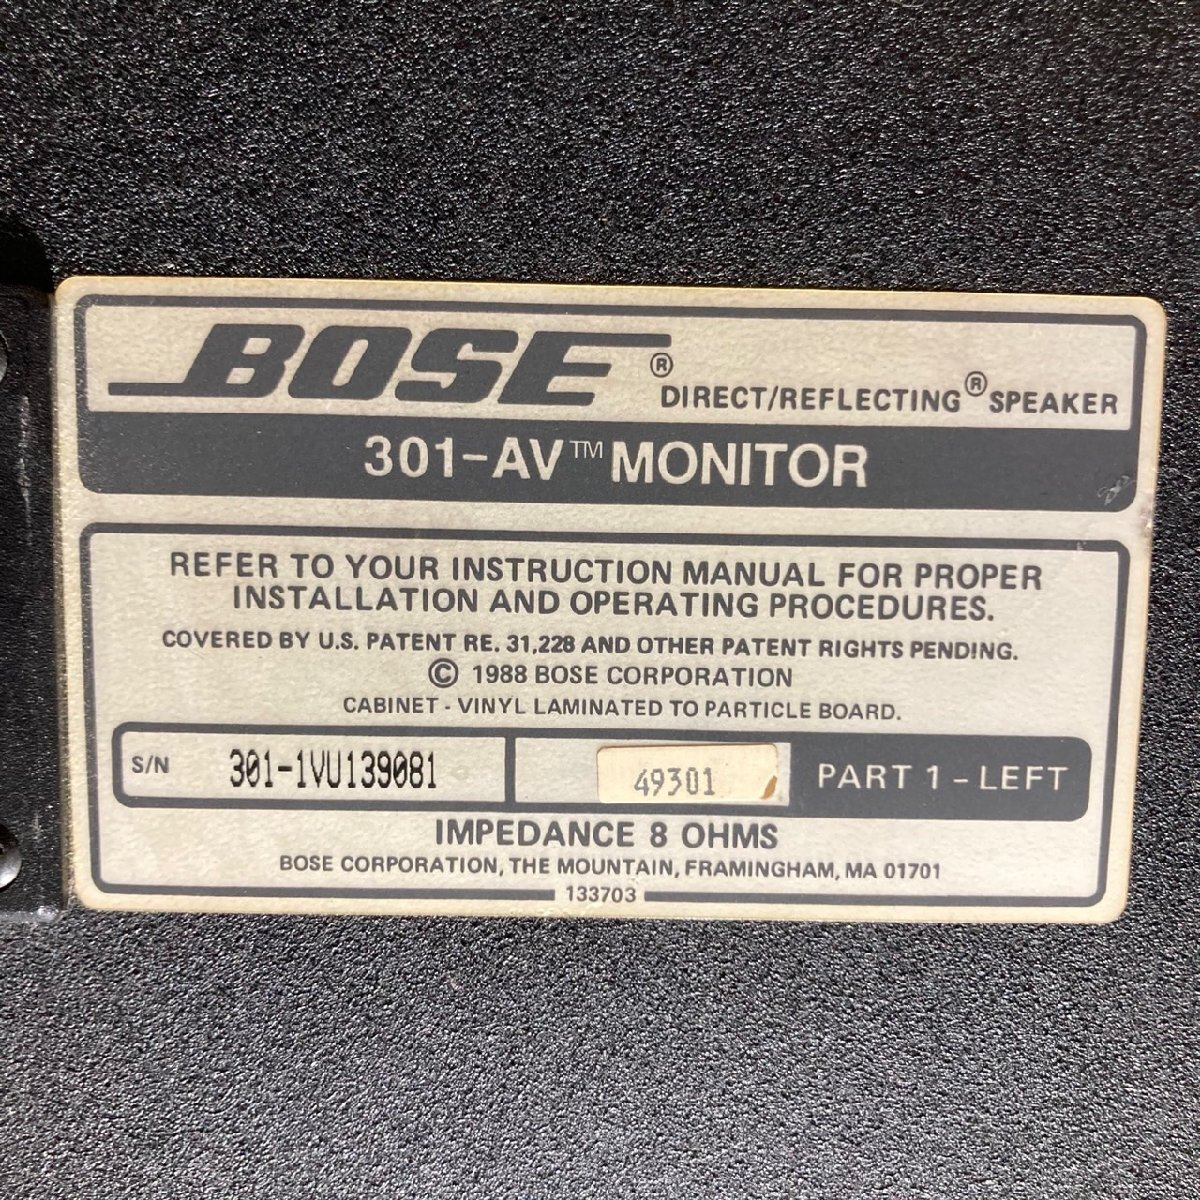 BOSE® DIRECT/REFLECTING® SPEAKER
301-AV™ MONITOR
REFER TO YOUR INSTRUCTION MANUAL FOR PROPER
INSTALLATION AND OPERATING PROCEDURES.
COVERED BY U.S. PATENT RE. 31,228 AND OTHER PATENT RIGHTS PENDING.
© 1988 BOSE CORPORATION
CABINET - VINYL LAMINATED TO PARTICLE BOARD.
S/N 301-1VU139081 49301 PART 1 - LEFT
IMPEDANCE 8 OHMS
BOSE CORPORATION, THE MOUNTAIN, FRAMINGHAM, MA 01701
133703